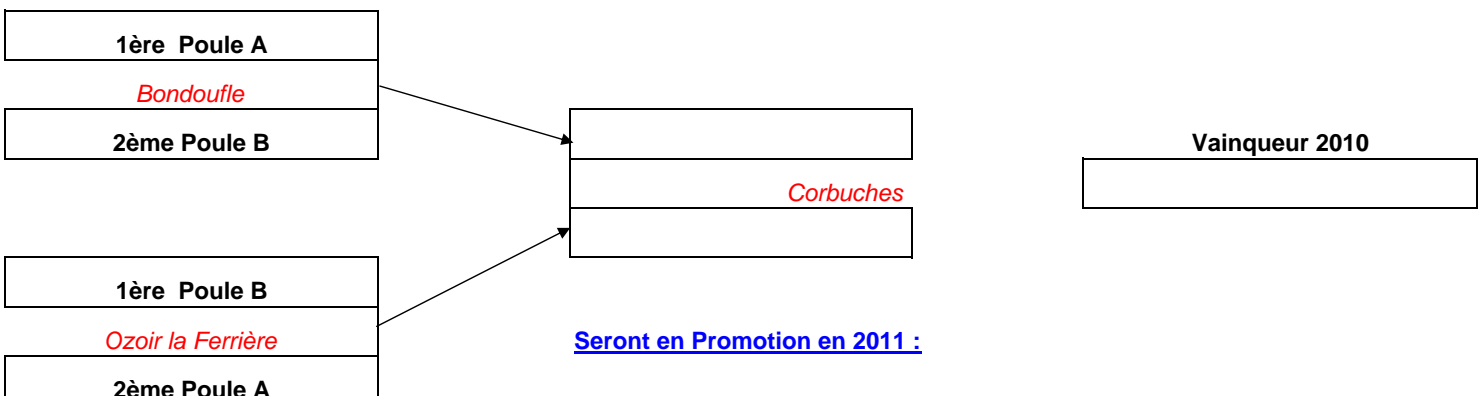 1ère Poule A
Bondoufle
2ème Poule B
Vainqueur 2010
Corbuches
1ère Poule B
Ozoir la Ferrière
Seront en Promotion en 2011 :
2ème Poule A